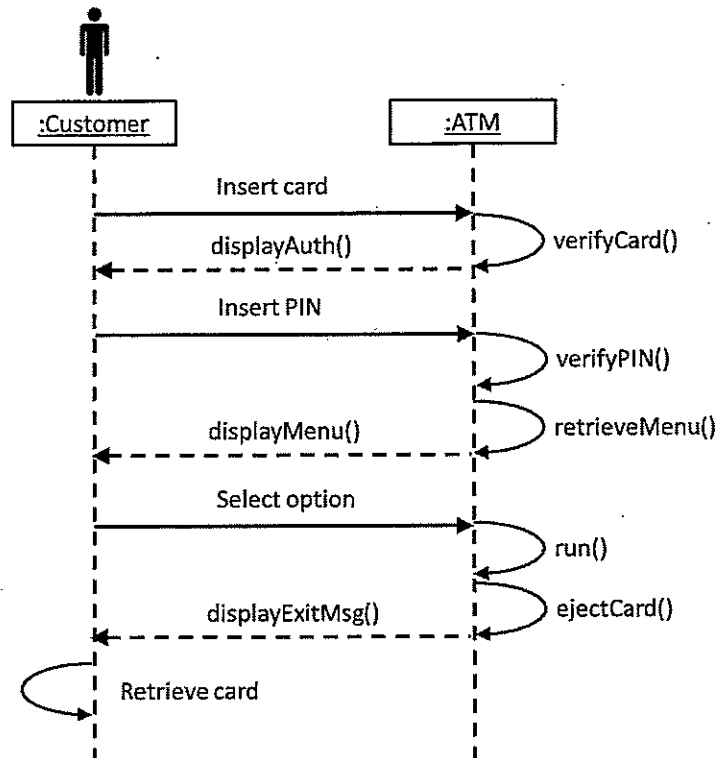 :Customer
:ATM
Insert card
verifyCard()
displayAuth()
Insert PIN
verifyPIN()
retrieveMenu()
displayMenu()
Select option
run()
ejectCard()
displayExitMsg()
Retrieve card